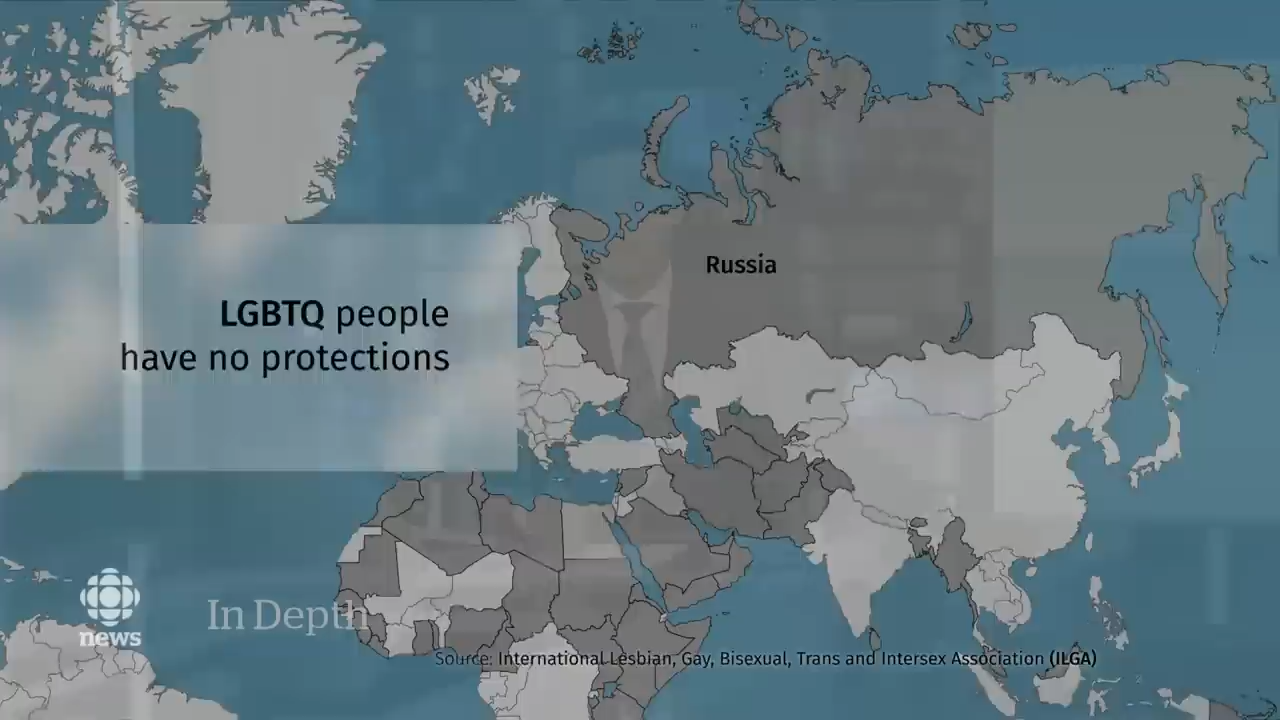 Russia
LGBTQ people
have no protections
In Depth
news
Source: International Lesbian, Gay, Bisexual, Trans and Intersex Association (ILGA)